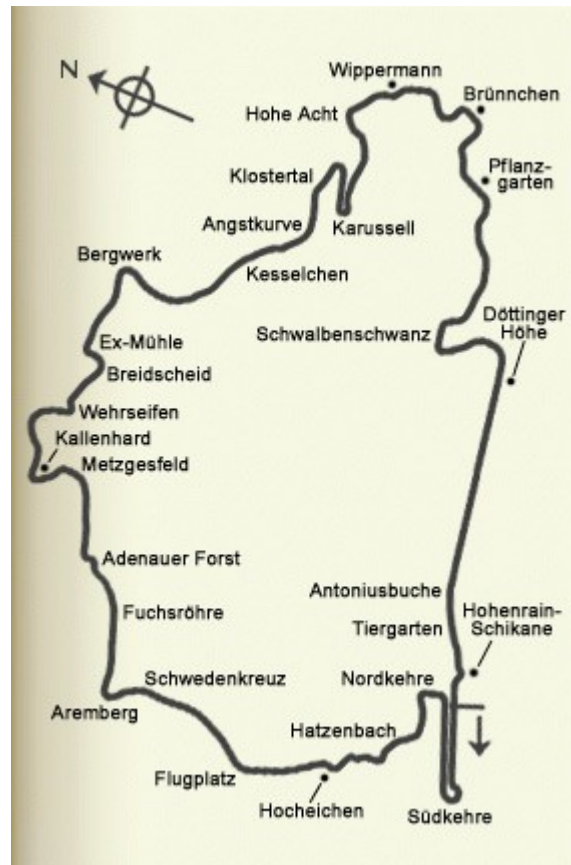 N
Wippermann
Brünnchen
Hohe Acht
Pflanz-
garten
Klostertal
Angstkurve
Karussell
Bergwerk
Kesselchen
Döttinger
Höhe
Schwalbenschwanz
Ex-Mühle
Breidscheid
Wehrseifen
Kallenhard
Metzgesfeld
Adenauer Forst
Antoniusbuche
Fuchsröhre
Hohenrain-
Schikane
Tiergarten
Schwedenkreuz
Nordkehre
Aremberg
Hatzenbach
Flugplatz
Hocheichen
Südkehre